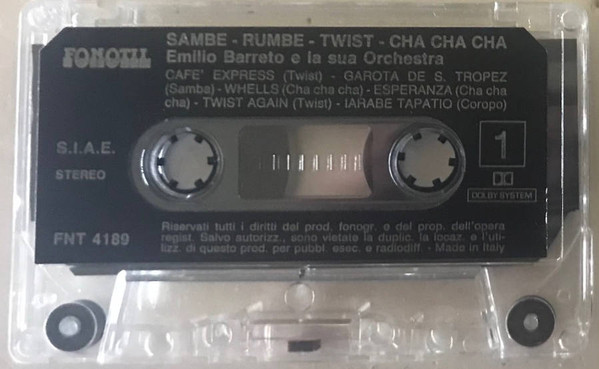 FONOTIL
SAMBE - RUMBE - TWIST - CHA CHA CHA
Emilio Barreto e la sua Orchestra
CAFE' EXPRESS (Twist) - GAROTA DE S. TROPEZ
(Samba) - WHELLS (Cha cha cha) - ESPERANZA (Cha cha
cha) - TWIST AGAIN (Twist) - IARABE TAPATIO (Coropo)
S.I.A.E.
STEREO
1
DOLBY SYSTEM
FNT 4189
Riservati tutti i diritti del prod. fonogr. e del prop. dell'opera
regist. Salvo autorizz., sono vietate la duplic. la locaz. e l'uti-
lizz. di questo prod. per pubbl. esec. e radiodiff. - Made in Italy